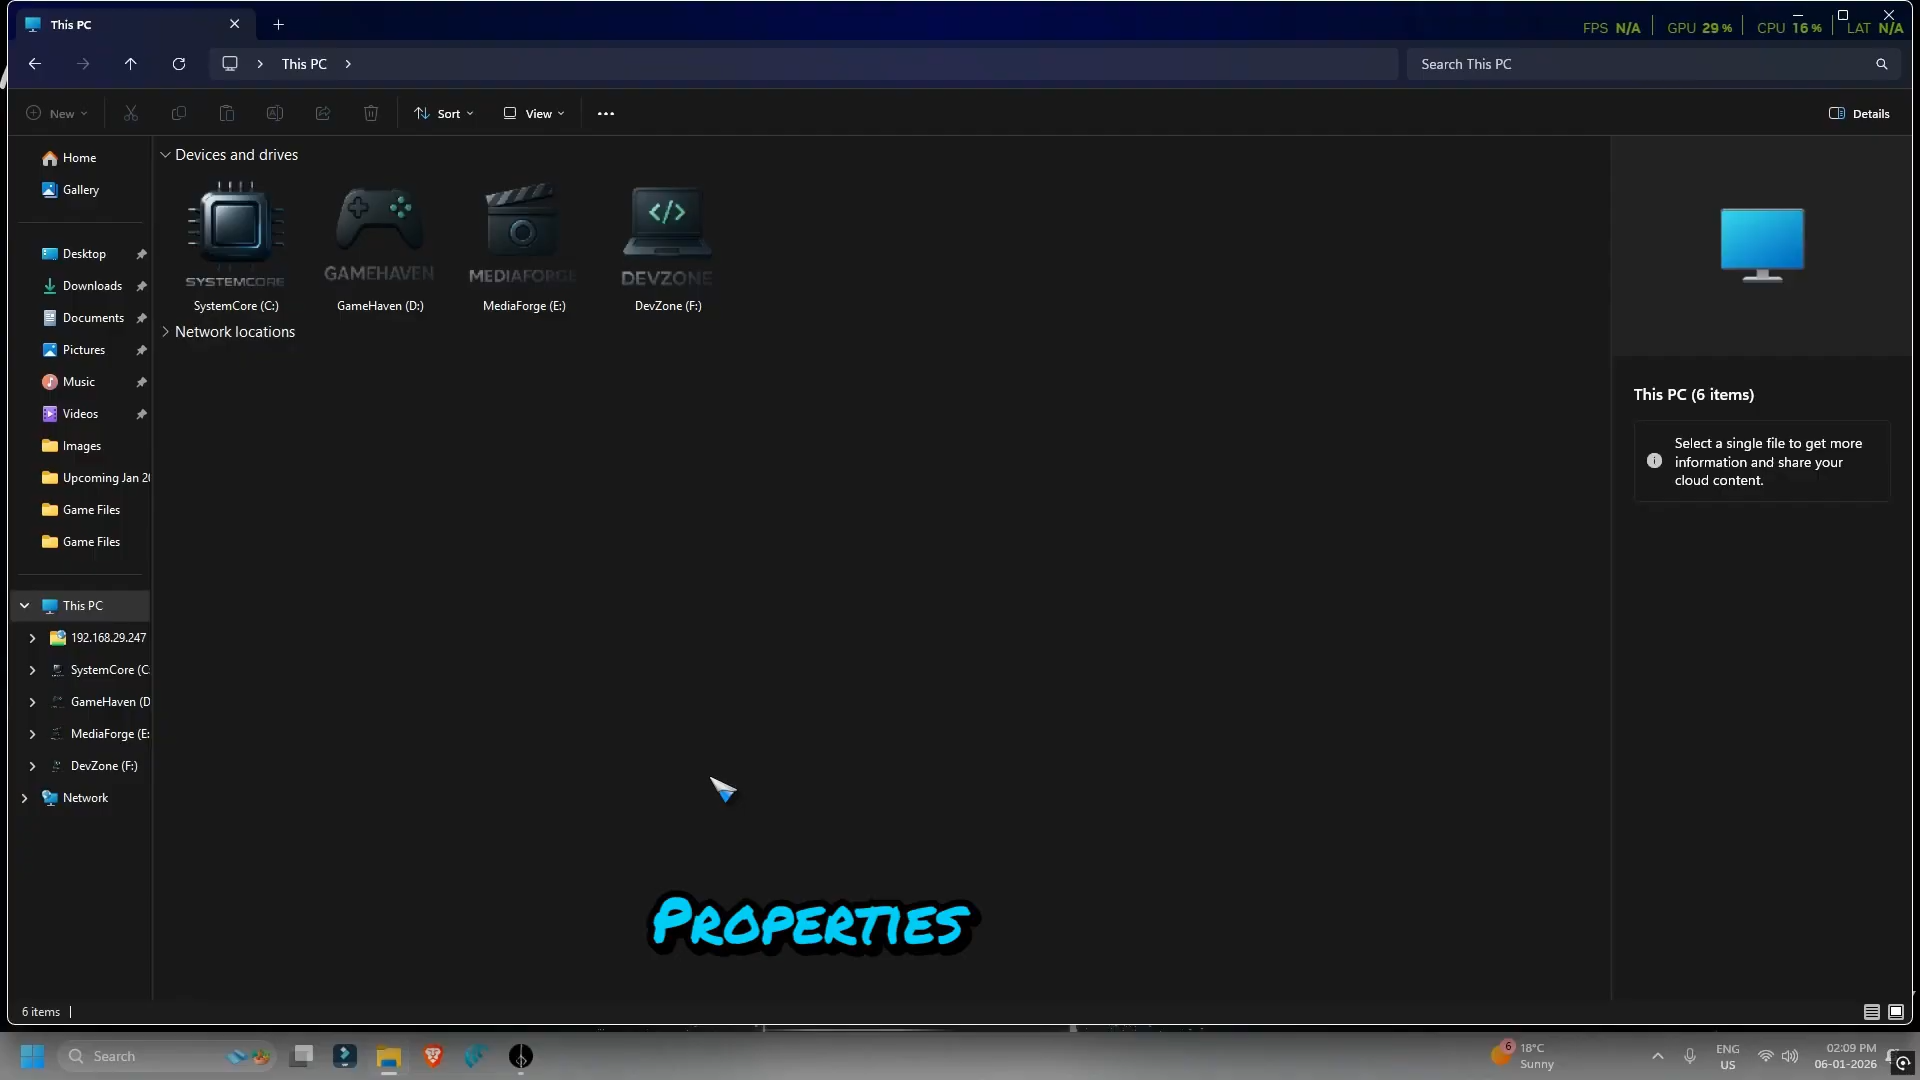 This PC
FPS N/A GPU 29 % CPU 16 % LAT N/A
This PC
Search This PC
New
Sort
View
Details
Home
Gallery
Desktop
Downloads
Documents
Pictures
Music
Videos
Images
Upcoming Jan 20
Game Files
Game Files
This PC
192.168.29.247
SystemCore (C:
GameHaven (D
MediaForge (E:
DevZone (F:)
Network
Devices and drives
SYSTEMCORE
GAMEHAVEN
MEDIAFORGE
DEVZONE
SystemCore (C:)
GameHaven (D:)
MediaForge (E:)
DevZone (F:)
Network locations
This PC (6 items)
Select a single file to get more
information and share your
cloud content.
PROPERTIES
6 items
Search
6
18°C
Sunny
ENG
US
02:09 PM
06-01-2026